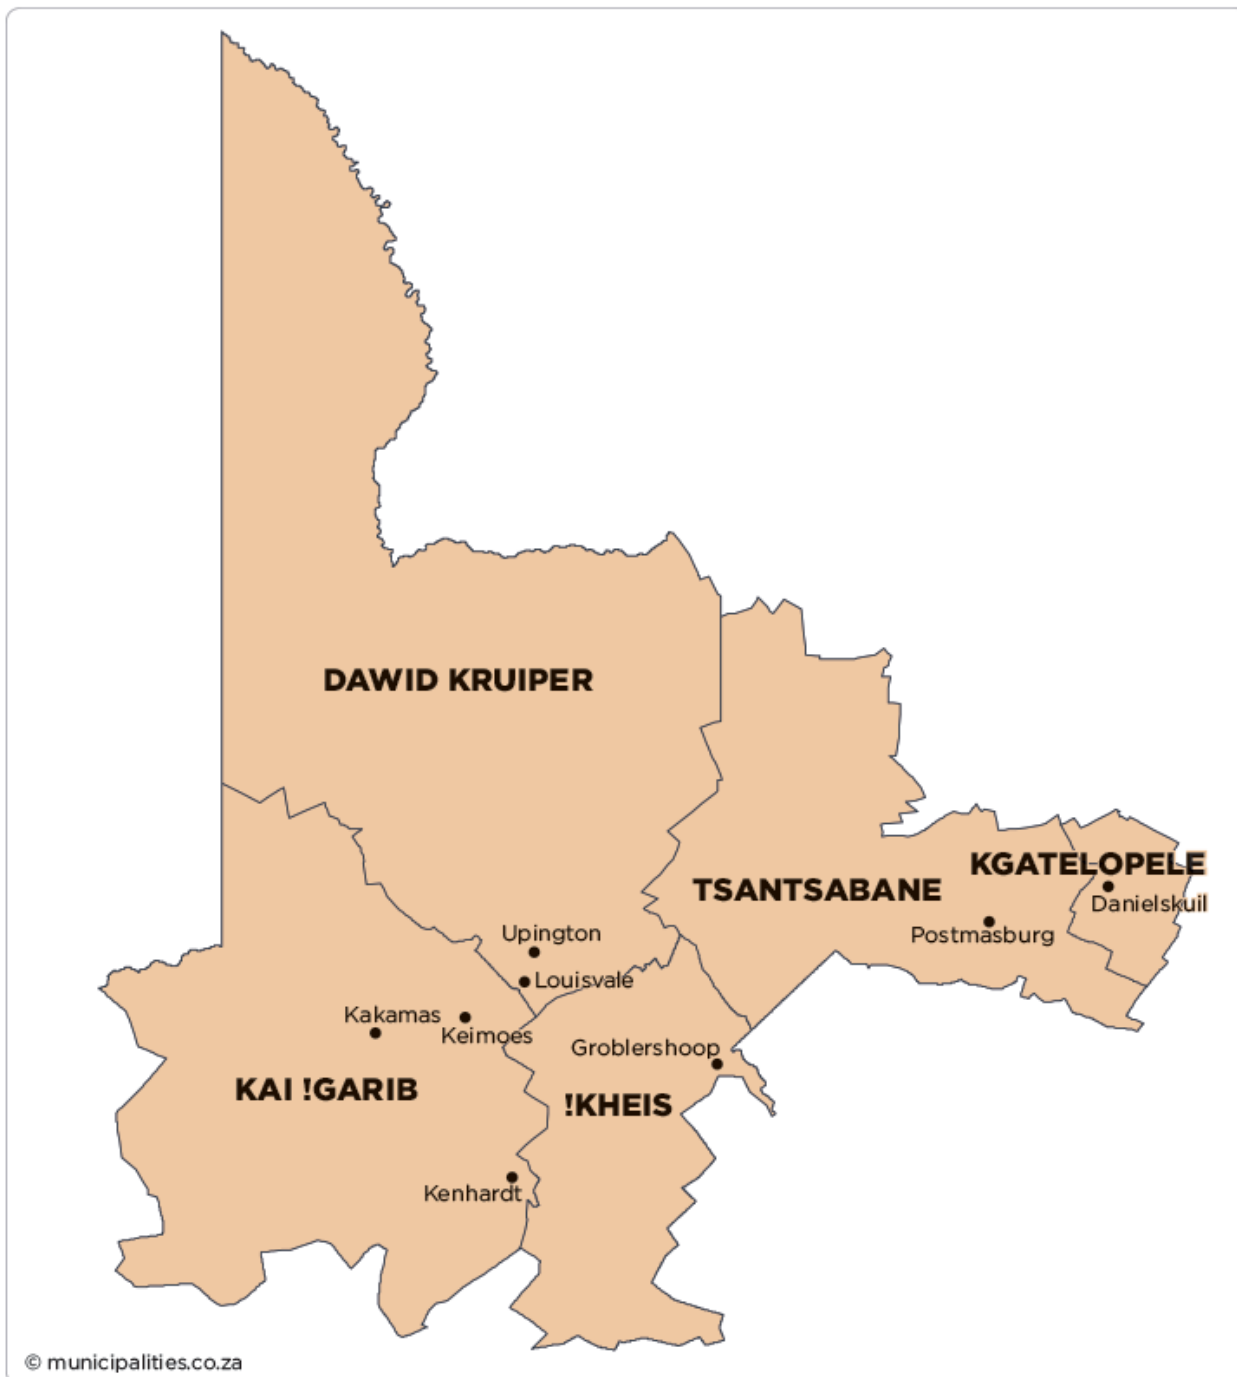 DAWID KRUIPER
KGATELOPELE
TSANTSABANE
Danielskuil
Upington
Postmasburg
Louisvale
Kakamas
Keimoes
Groblershoop
KAI !GARIB
!KHEIS
Kenhardt
© municipalities.co.za